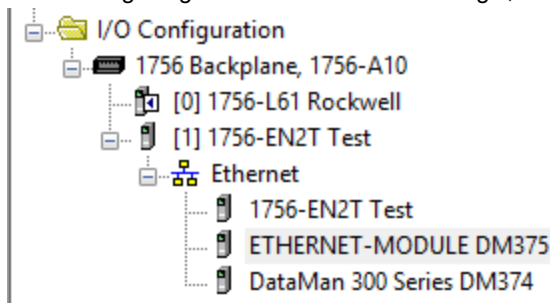 I/O Configuration
1756 Backplane, 1756-A10
[0] 1756-L61 Rockwell
[1] 1756-EN2T Test
Ethernet
1756-EN2T Test
ETHERNET-MODULE DM375
DataMan 300 Series DM374